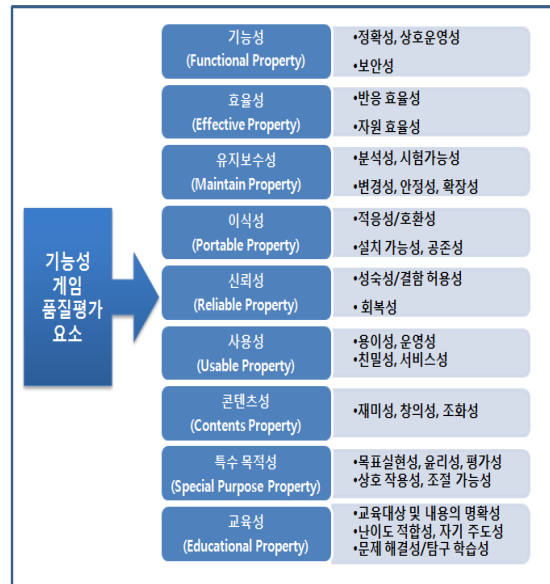 기능성
게임
품질평가
요소
기능성
(Functional Property)
•정확성, 상호운영성
•보안성
효율성
(Effective Property)
•반응 효율성
•자원 효율성
유지보수성
(Maintain Property)
•분석성, 시험가능성
•변경성, 안정성, 확장성
이식성
(Portable Property)
•적응성/호환성
•설치 가능성, 공존성
신뢰성
(Reliable Property)
•성숙성/결함 허용성
• 회복성
사용성
(Usable Property)
•용이성, 운영성
•친밀성, 서비스성
콘텐츠성
(Contents Property)
•재미성, 창의성, 조화성
특수 목적성
(Special Purpose Property)
•목표실현성, 윤리성, 평가성
•상호 작용성, 조절 가능성
교육성
(Educational Property)
•교육대상 및 내용의 명확성
•난이도 적합성, 자기 주도성
•문제 해결성/탐구 학습성